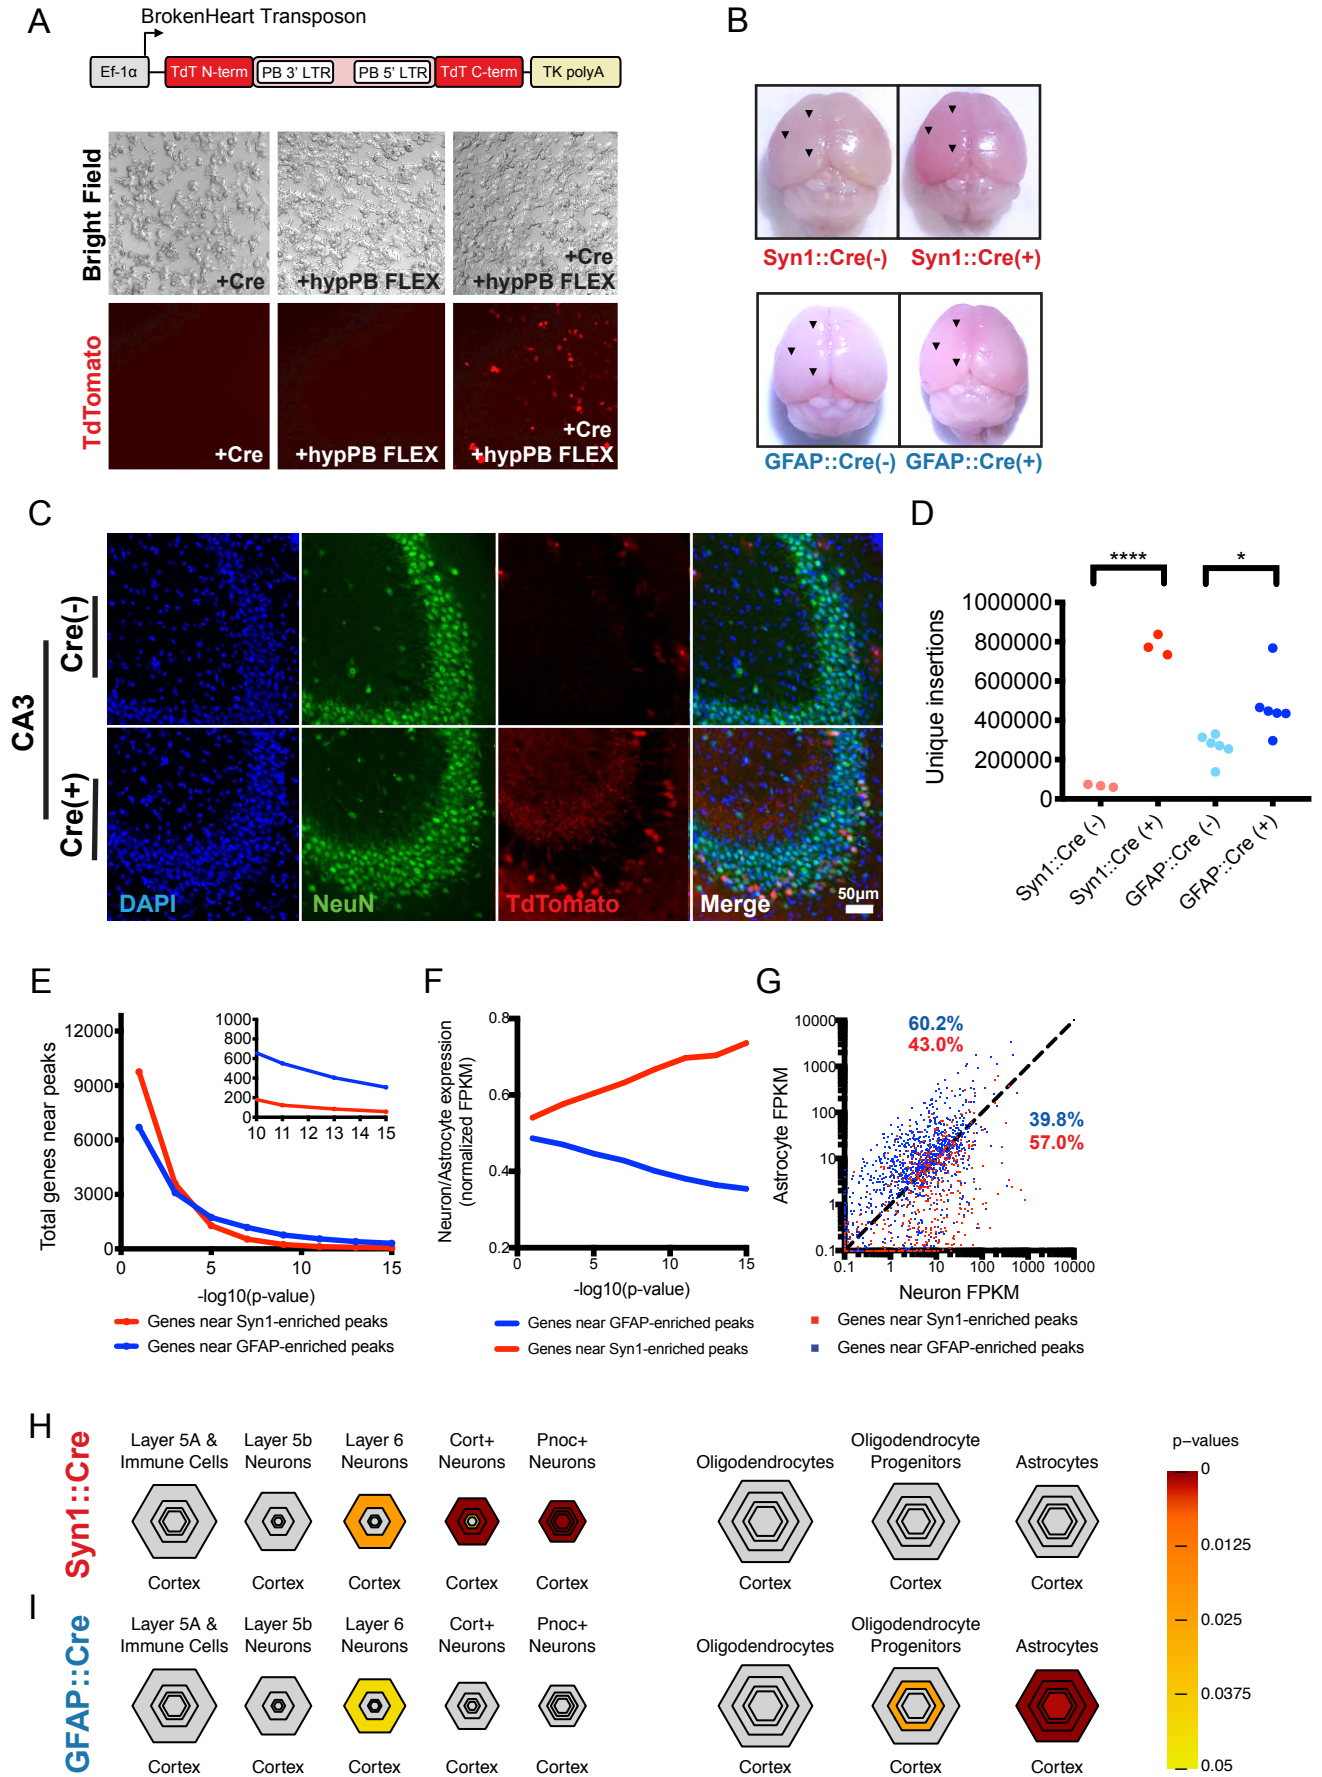 A
BrokenHeart Transposon
Ef-1α
TdT N-term
PB 3’ LTR
PB 5’ LTR
TdT C-term
TK polyA
Bright Field
+Cre
+hypPB FLEX
+Cre
+hypPB FLEX
TdTomato
+Cre
+hypPB FLEX
+Cre
+hypPB FLEX
B
Syn1::Cre(-)
Syn1::Cre(+)
GFAP::Cre(-)
GFAP::Cre(+)
C
CA3
Cre(-)
Cre(+)
DAPI
NeuN
TdTomato
Merge
50μm
D
****
*
Unique insertions
1000000
800000
600000
400000
200000
0
Syn1::Cre (-)
Syn1::Cre (+)
GFAP::Cre (-)
GFAP::Cre (+)
E
Total genes near peaks
12000
9000
6000
3000
0
0
5
10
15
1000
800
600
400
200
0
10
11
12
13
14
15
-log10(p-value)
Genes near Syn1-enriched peaks
Genes near GFAP-enriched peaks
F
Neuron/Astrocyte expression
(normalized FPKM)
0.8
0.6
0.4
0.2
0
5
10
15
-log10(p-value)
Genes near GFAP-enriched peaks
Genes near Syn1-enriched peaks
G
Astrocyte FPKM
10000
1000
100
10
1
0.1
60.2%
43.0%
39.8%
57.0%
0.1
1
10
100
1000
10000
Neuron FPKM
Genes near Syn1-enriched peaks
Genes near GFAP-enriched peaks
H
Syn1::Cre
Layer 5A &
Immune Cells
Layer 5b
Neurons
Layer 6
Neurons
Cort+
Neurons
Pnoc+
Neurons
Oligodendrocytes
Oligodendrocyte
Progenitors
Astrocytes
Cortex
Cortex
Cortex
Cortex
Cortex
Cortex
Cortex
Cortex
p−values
0
0.0125
0.025
0.0375
0.05
I
GFAP::Cre
Layer 5A &
Immune Cells
Layer 5b
Neurons
Layer 6
Neurons
Cort+
Neurons
Pnoc+
Neurons
Oligodendrocytes
Oligodendrocyte
Progenitors
Astrocytes
Cortex
Cortex
Cortex
Cortex
Cortex
Cortex
Cortex
Cortex